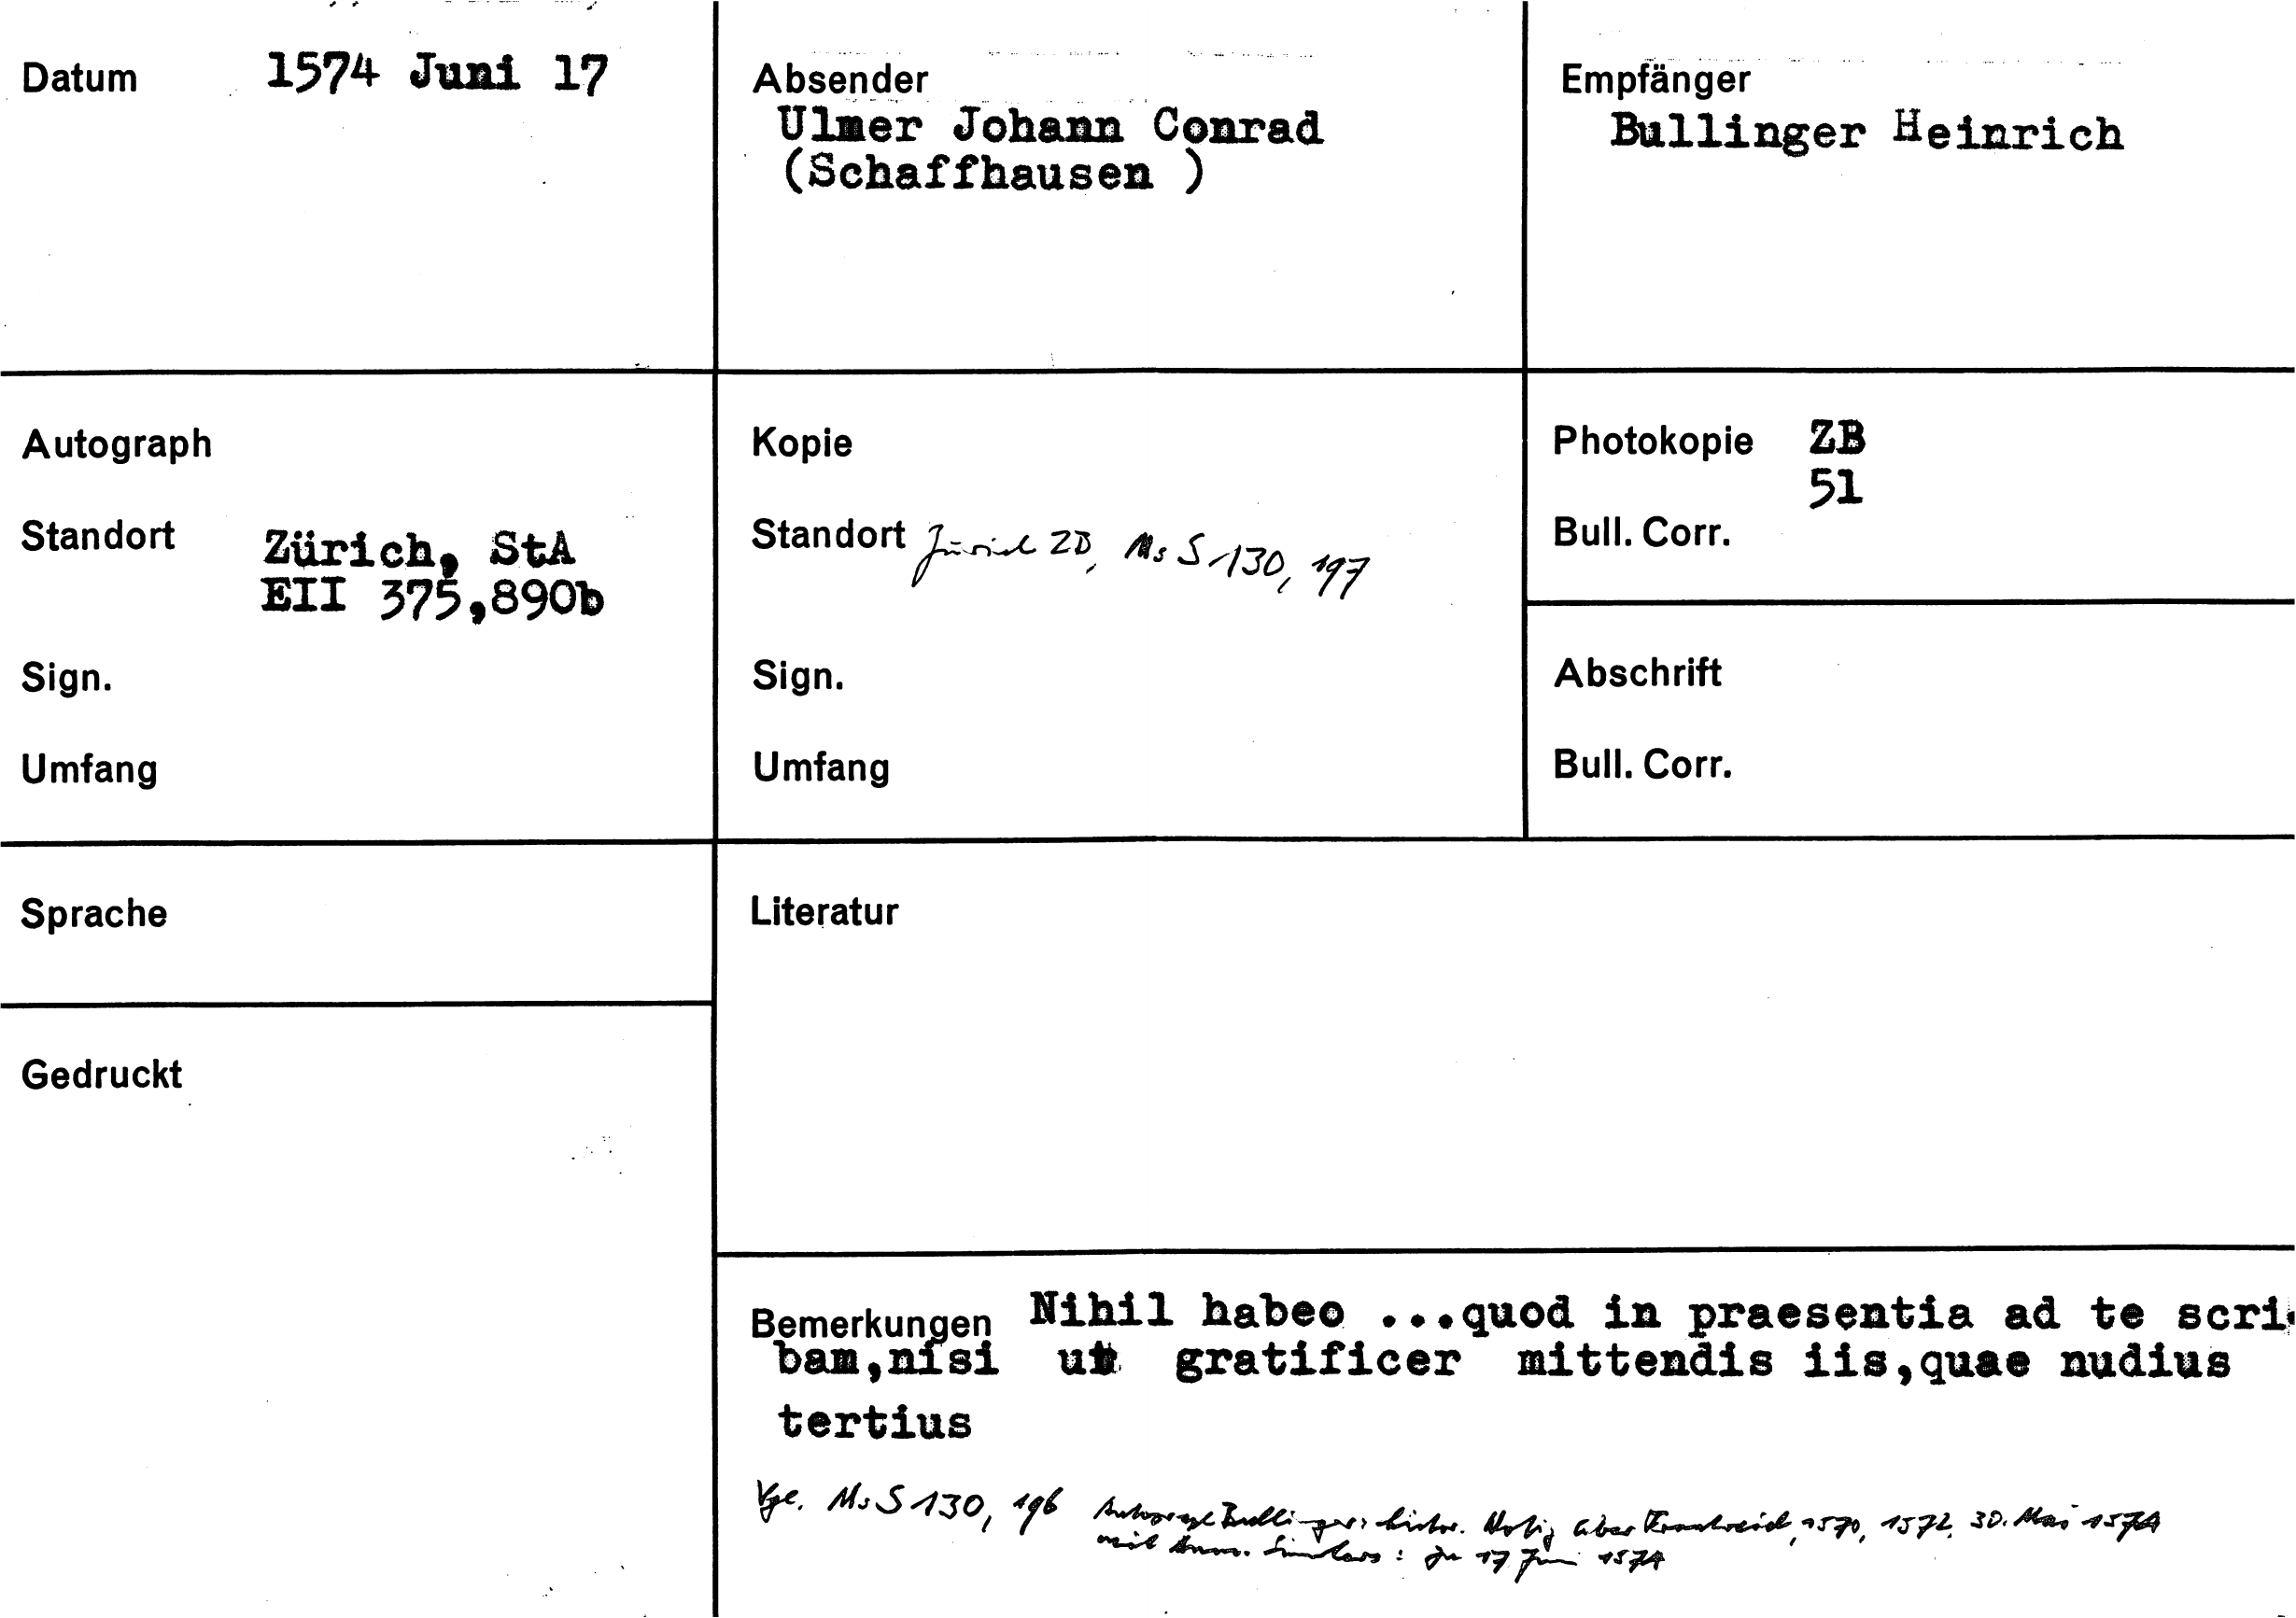 Datum 1574 Juni 17
Absender
Ulmer Johann Conrad
(Schaffhausen )
Empfänger
Bullinger Heinrich
Autograph
Standort Zürich, StA
EII 375,890b
Sign.
Umfang
Kopie
Standort Zürich ZB, Ms S 130, 197
Sign.
Umfang
Photokopie ZB
51
Bull. Corr.
Abschrift
Bull. Corr.
Sprache
Gedruckt
Literatur
Bemerkungen Nihil habeo ...quod in praesentia ad te scri
bam,nisi ut gratificer mittendis iis,quae nudius
tertius
Vgl. Ms S 130, 196 Autograph Bullingers: histor. Notiz über Frankreich, 1570, 1572, 30. Mai 1574
mit Anm. Simlers: zu 17 Juni 1574